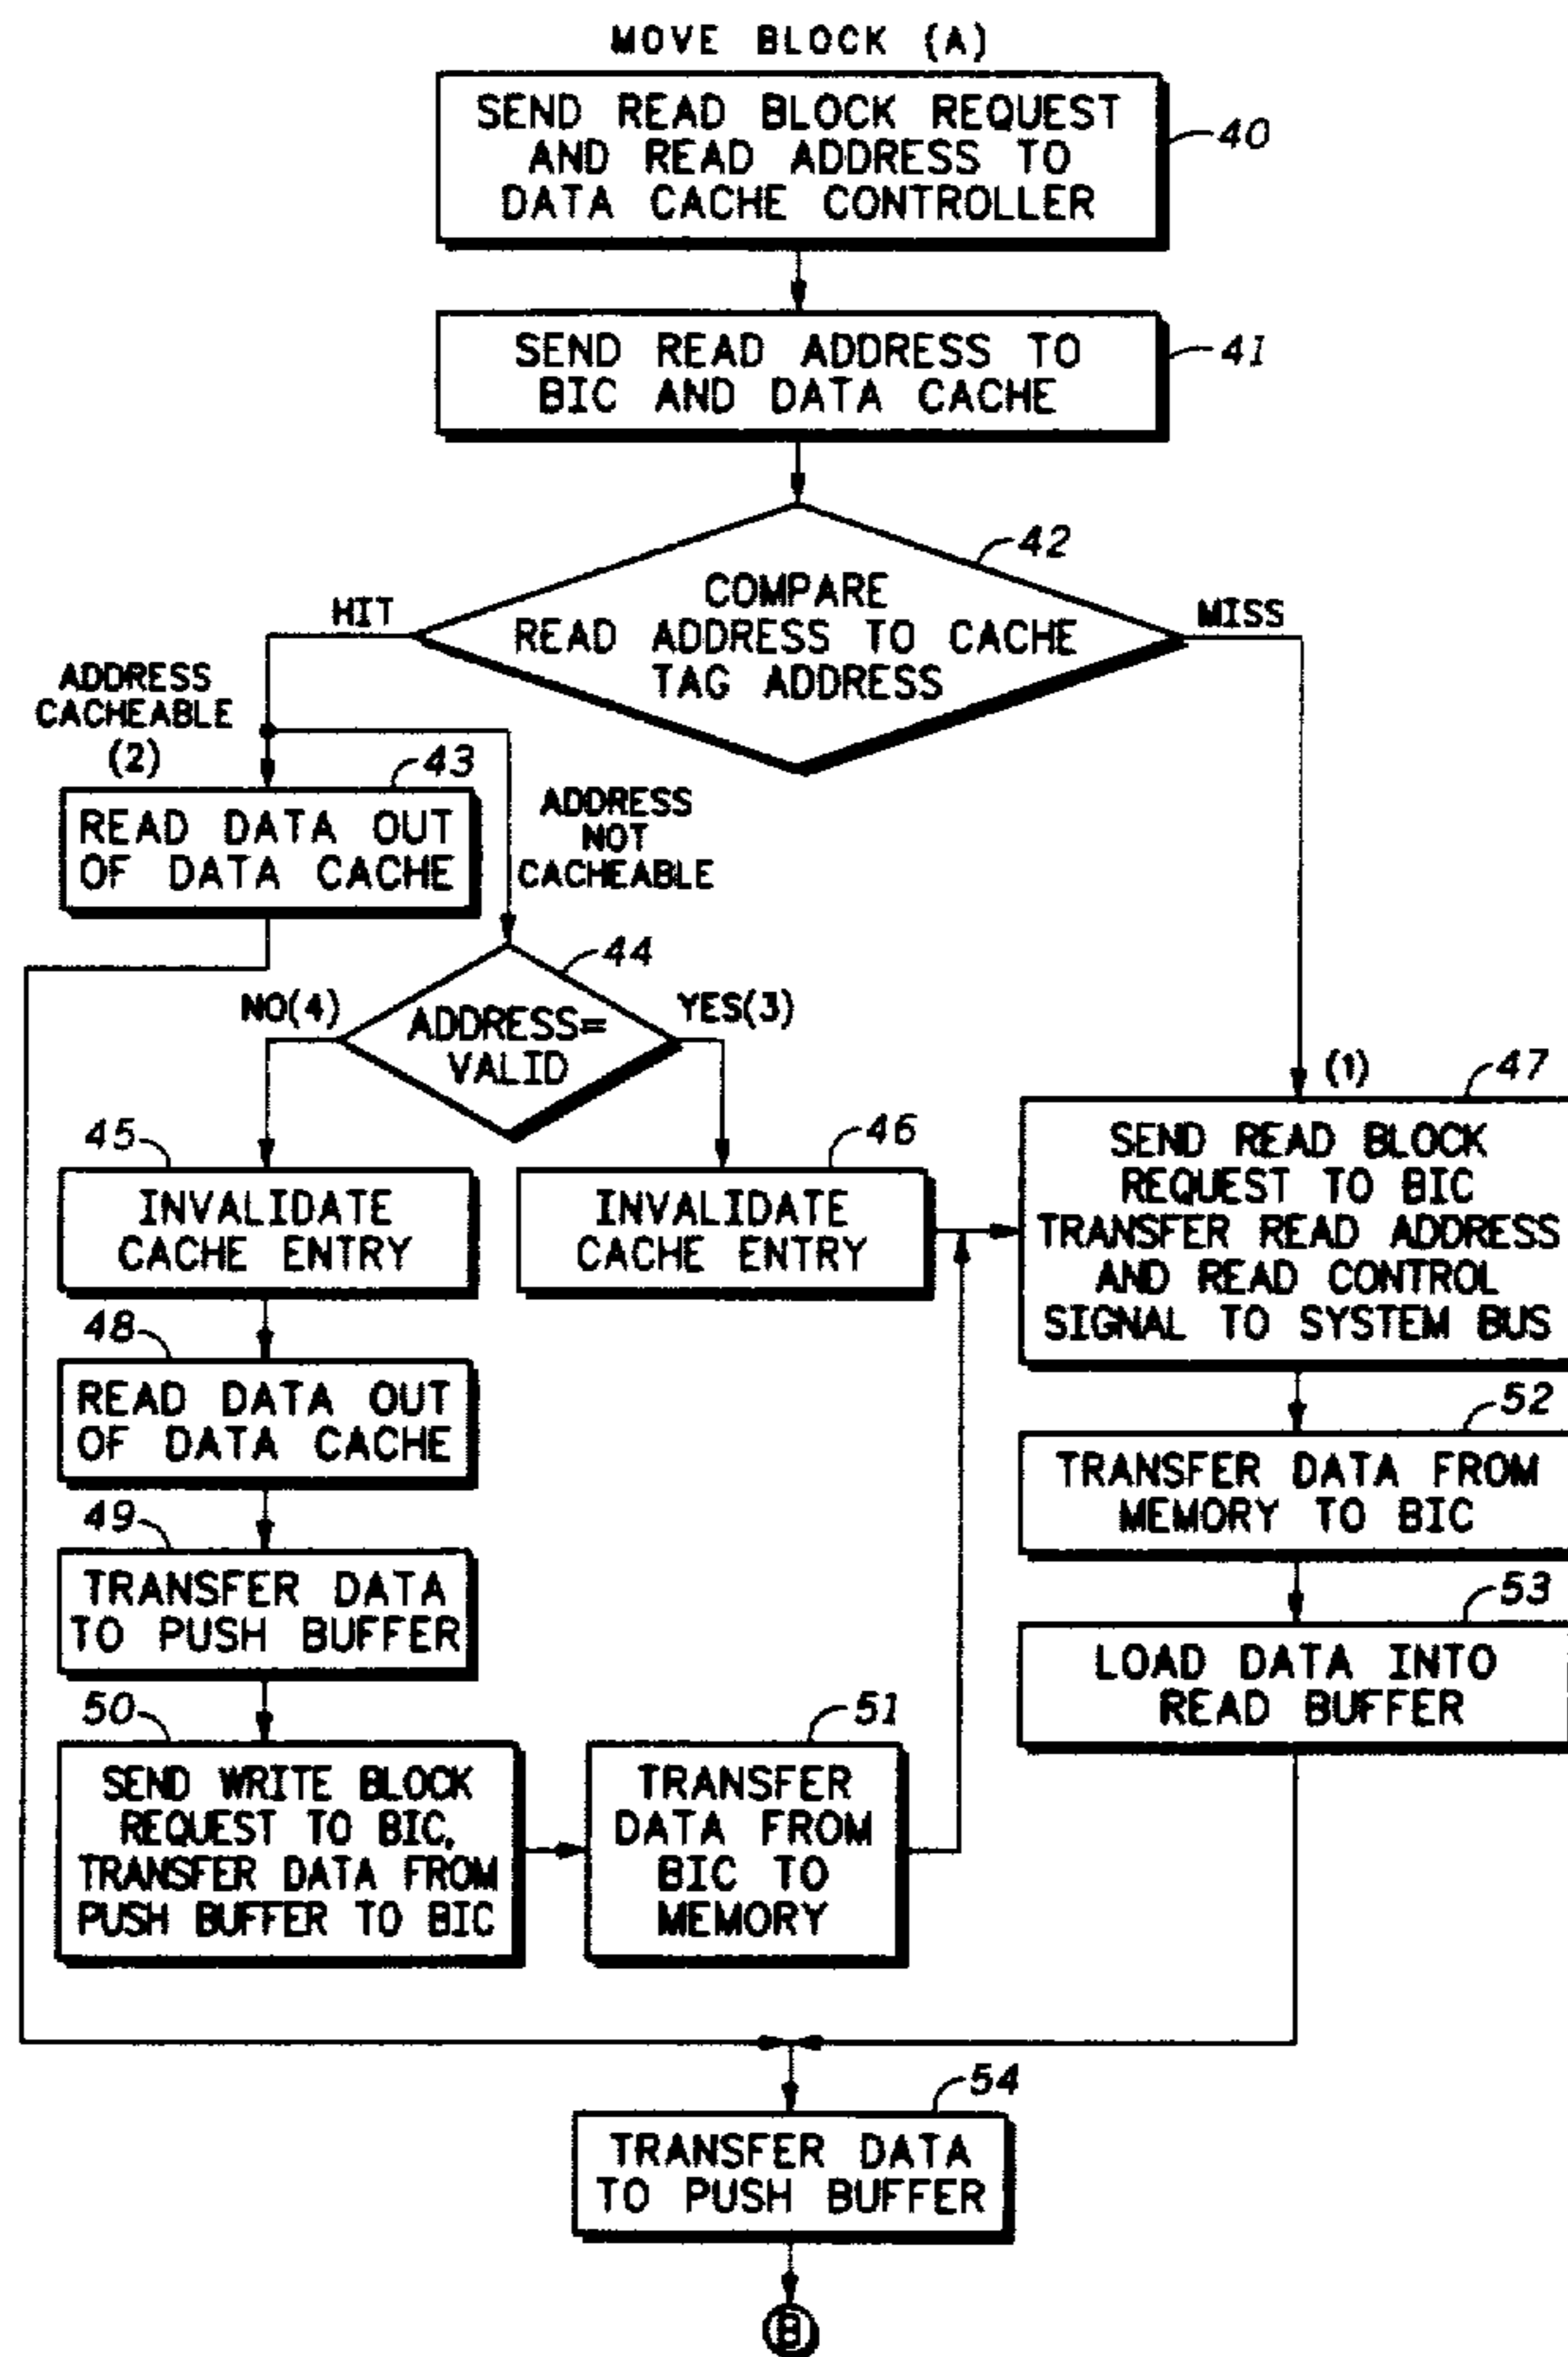 MOVE BLOCK (A)
SEND READ BLOCK REQUEST
AND READ ADDRESS TO
DATA CACHE CONTROLLER
40
SEND READ ADDRESS TO
BIC AND DATA CACHE
41
42
COMPARE
READ ADDRESS TO CACHE
TAG ADDRESS
HIT
MISS
ADDRESS
CACHEABLE
(2)
43
READ DATA OUT
OF DATA CACHE
ADDRESS
NOT
CACHEABLE
44
ADDRESS=
VALID
NO(4)
YES(3)
45
INVALIDATE
CACHE ENTRY
46
INVALIDATE
CACHE ENTRY
(1)
47
SEND READ BLOCK
REQUEST TO BIC
TRANSFER READ ADDRESS
AND READ CONTROL
SIGNAL TO SYSTEM BUS
48
READ DATA OUT
OF DATA CACHE
52
TRANSFER DATA FROM
MEMORY TO BIC
49
TRANSFER DATA
TO PUSH BUFFER
53
LOAD DATA INTO
READ BUFFER
50
SEND WRITE BLOCK
REQUEST TO BIC,
TRANSFER DATA FROM
PUSH BUFFER TO BIC
51
TRANSFER
DATA FROM
BIC TO
MEMORY
54
TRANSFER DATA
TO PUSH BUFFER
B